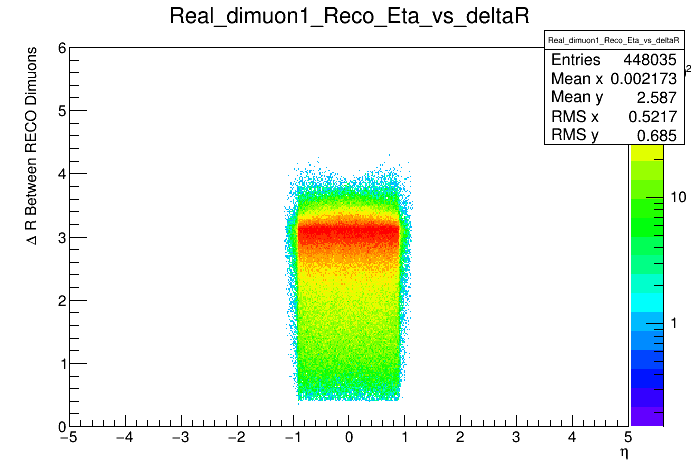 Real_dimuon1_Reco_Eta_vs_deltaR
Real_dimuon1_Reco_Eta_vs_deltaR
Entries 448035
Mean x 0.002173
Mean y 2.587
RMS x 0.5217
RMS y 0.685
Δ R Between RECO Dimuons
6
5
4
3
2
1
0
−5 −4 −3 −2 −1 0 1 2 3 4 5
η
2
10
1